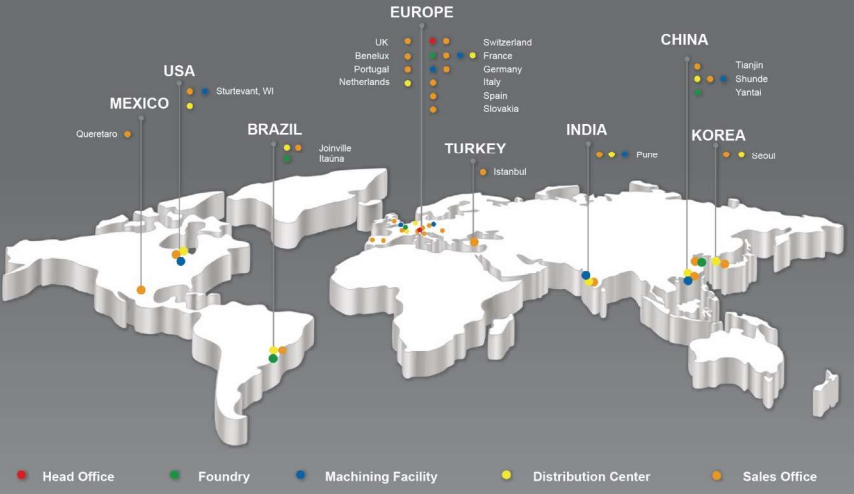 EUROPE
UK
Switzerland
Benelux
France
Portugal
Germany
Netherlands
Italy
Spain
Slovakia
CHINA
Tianjin
Shunde
Yantai
USA
Sturtevant, WI
MEXICO
Queretaro
BRAZIL
Joinville
Itaúna
TURKEY
Istanbul
INDIA
Pune
KOREA
Seoul
Head Office
Foundry
Machining Facility
Distribution Center
Sales Office